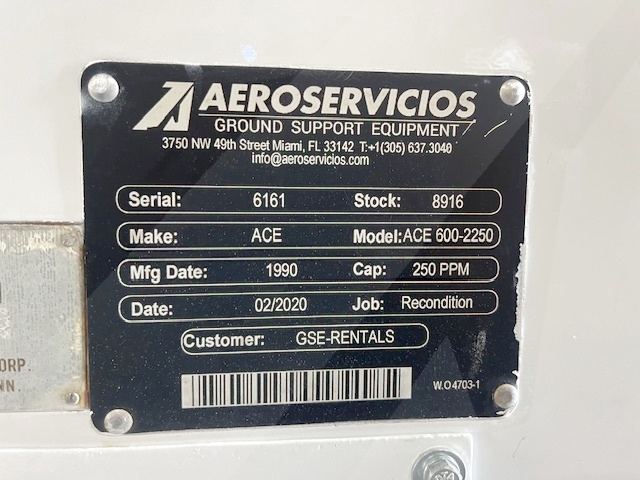 AEROSERVICIOS
GROUND SUPPORT EQUIPMENT
3750 NW 49th Street Miami, FL 33142 T:+1(305) 637.3040
info@aeroservicios.com
Serial: 6161 Stock: 8916
Make: ACE Model: ACE 600-2250
Mfg Date: 1990 Cap: 250 PPM
Date: 02/2020 Job: Recondition
Customer: GSE-RENTALS
W.O4703-1
ORP.
NN.